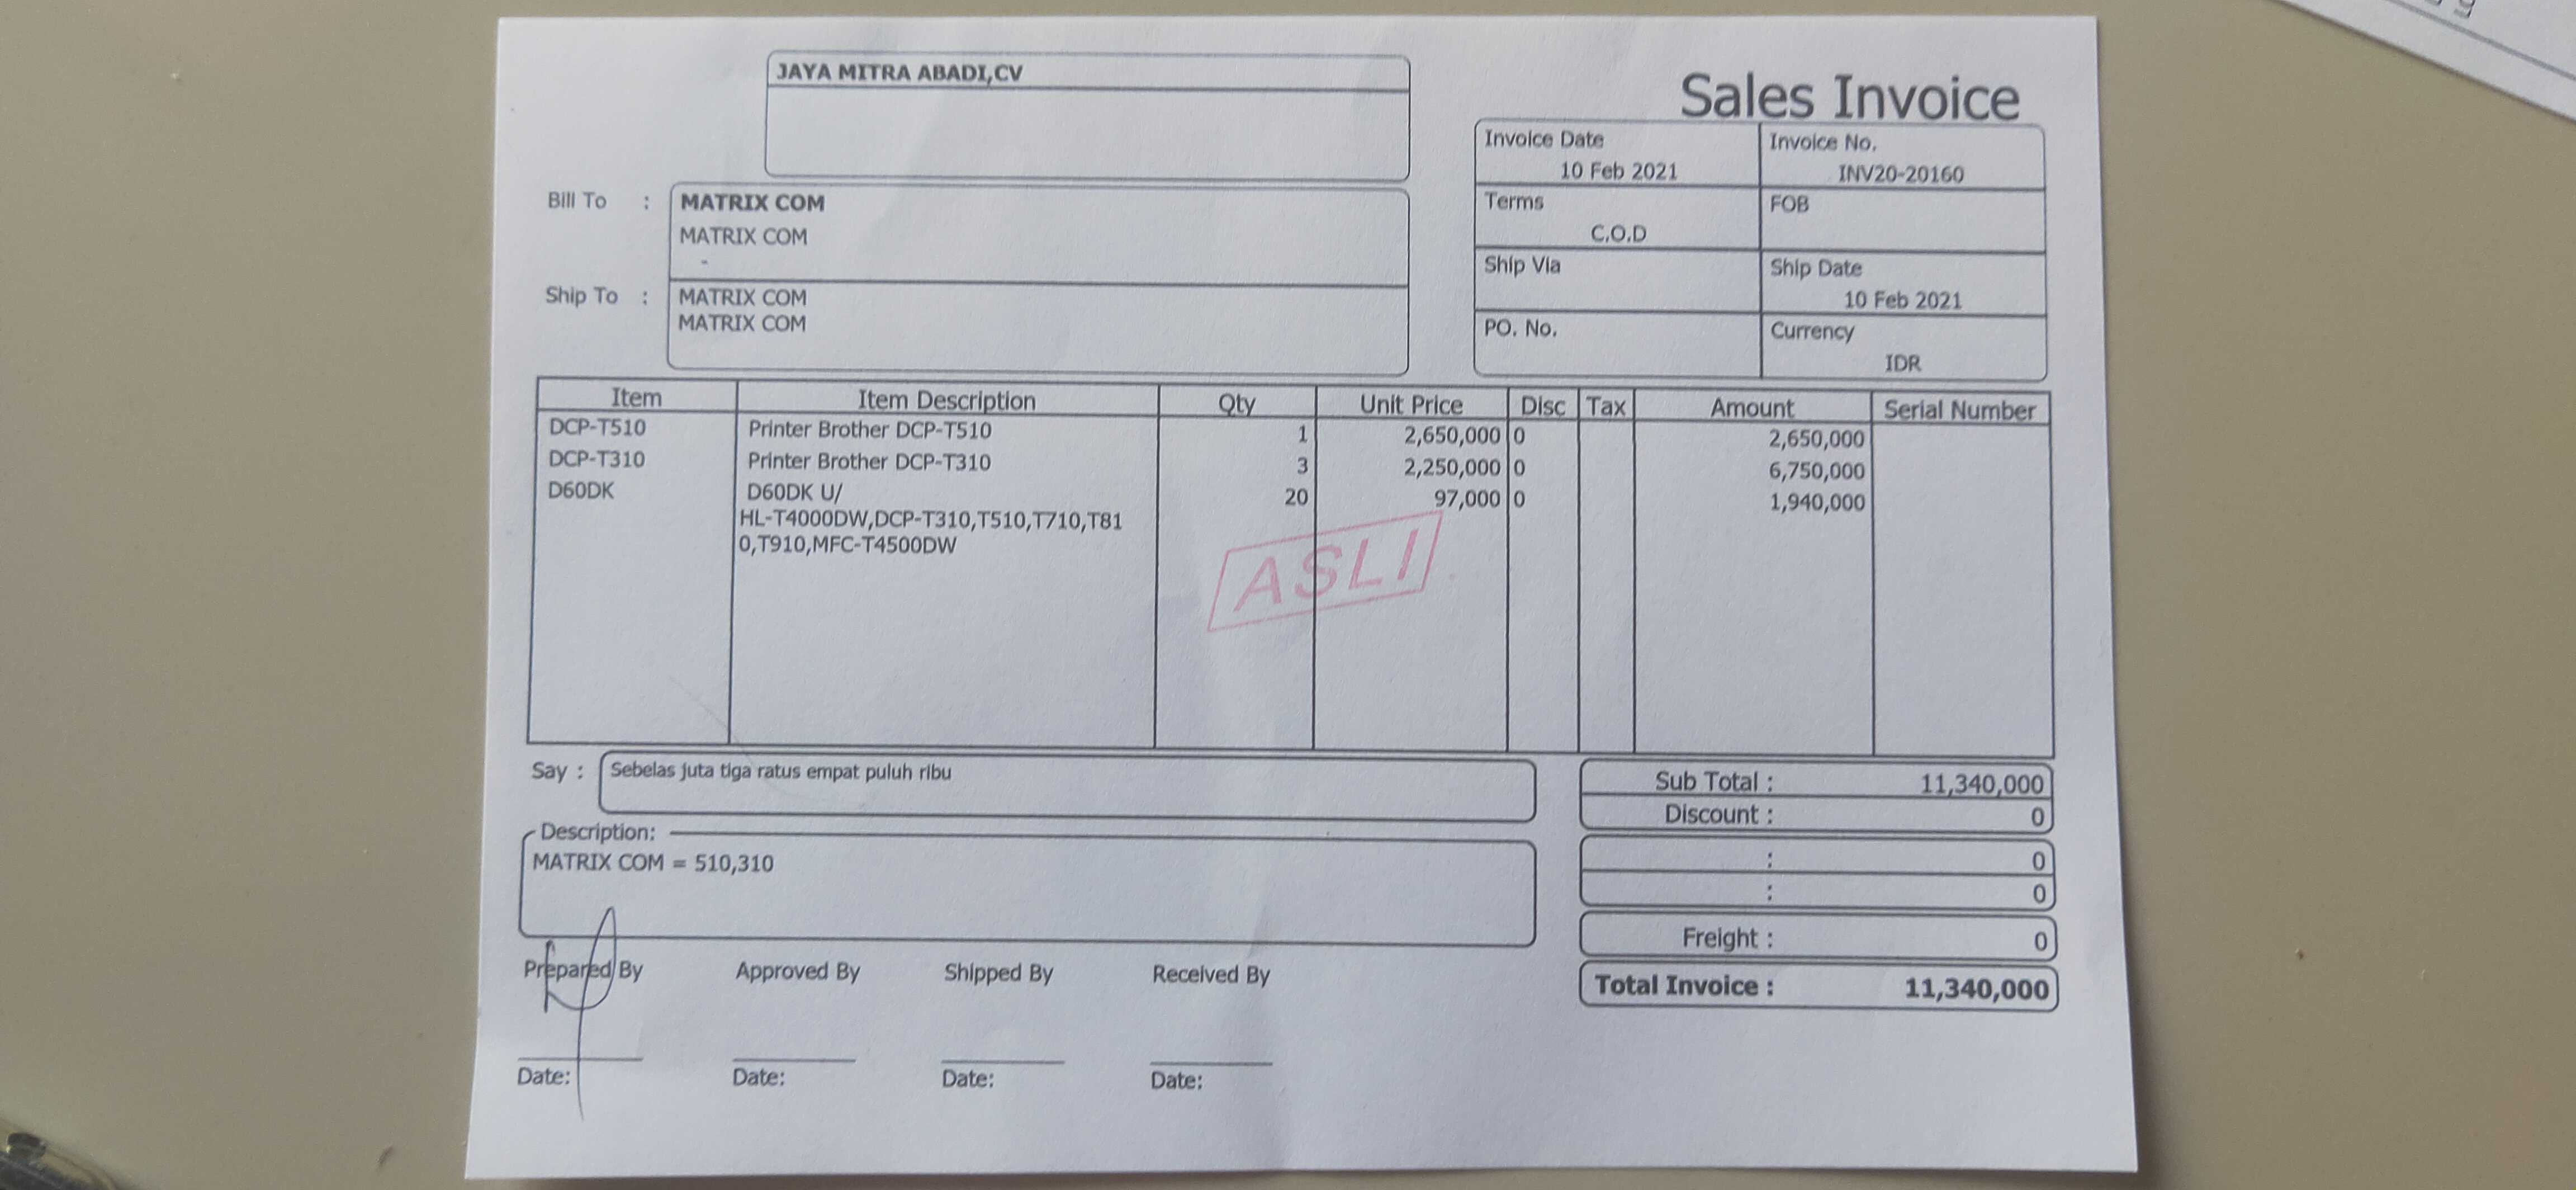 JAYA MITRA ABADI,CV
Sales Invoice
Invoice Date
10 Feb 2021
Invoice No.
INV20-20160
Terms
C.O.D
FOB
Ship Via
Ship Date
10 Feb 2021
PO. No.
Currency
IDR
Bill To :
MATRIX COM
MATRIX COM
-
Ship To :
MATRIX COM
MATRIX COM
Item Item Description Qty Unit Price Disc Tax Amount Serial Number
DCP-T510 Printer Brother DCP-T510 1 2,650,000 0 2,650,000
DCP-T310 Printer Brother DCP-T310 3 2,250,000 0 6,750,000
D60DK D60DK U/ 20 97,000 0 1,940,000
HL-T4000DW,DCP-T310,T510,T710,T81
0,T910,MFC-T4500DW
ASLI
Say : Sebelas juta tiga ratus empat puluh ribu
Sub Total : 11,340,000
Discount : 0
: 0
: 0
Freight : 0
Total Invoice : 11,340,000
Description:
MATRIX COM = 510,310
Prepared By Approved By Shipped By Received By
Date: Date: Date: Date: